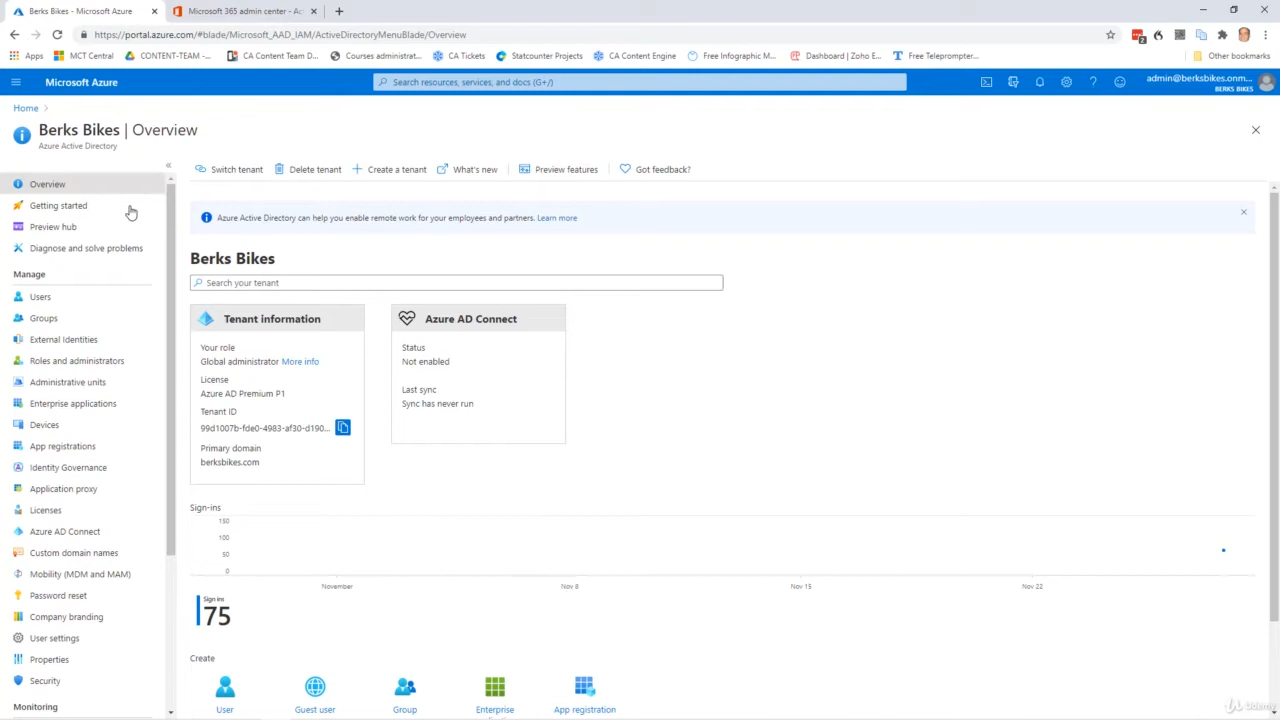 Berks Bikes - Microsoft Azure
Microsoft 365 admin center - Act
https://portal.azure.com/#blade/Microsoft_AAD_IAM/ActiveDirectoryMenuBlade/Overview
2
Apps
MCT Central
CONTENT-TEAM -...
CA Content Team D...
Courses administrat...
CA Tickets
Statcounter Projects
CA Content Engine
Free Infographic M...
Dashboard | Zoho E...
Free Teleprompter...
Other bookmarks
Microsoft Azure
Search resources, services, and docs (G+/)
admin@berksbikes.onm...
BERKS BIKES
Home
Berks Bikes | Overview
Azure Active Directory
Switch tenant
Delete tenant
Create a tenant
What's new
Preview features
Got feedback?
Overview
Getting started
Preview hub
Diagnose and solve problems
Manage
Users
Groups
External Identities
Roles and administrators
Administrative units
Enterprise applications
Devices
App registrations
Identity Governance
Application proxy
Licenses
Azure AD Connect
Custom domain names
Mobility (MDM and MAM)
Password reset
Company branding
User settings
Properties
Security
Monitoring
Azure Active Directory can help you enable remote work for your employees and partners. Learn more
Berks Bikes
Search your tenant
Tenant information
Your role
Global administrator More info
License
Azure AD Premium P1
Tenant ID
99d1007b-fde0-4983-af30-d190...
Primary domain
berksbikes.com
Azure AD Connect
Status
Not enabled
Last sync
Sync has never run
Sign-ins
150
100
50
0
November
Nov 8
Nov 15
Nov 22
Sign ins
75
Create
User
Guest user
Group
Enterprise
App registration
Udemy